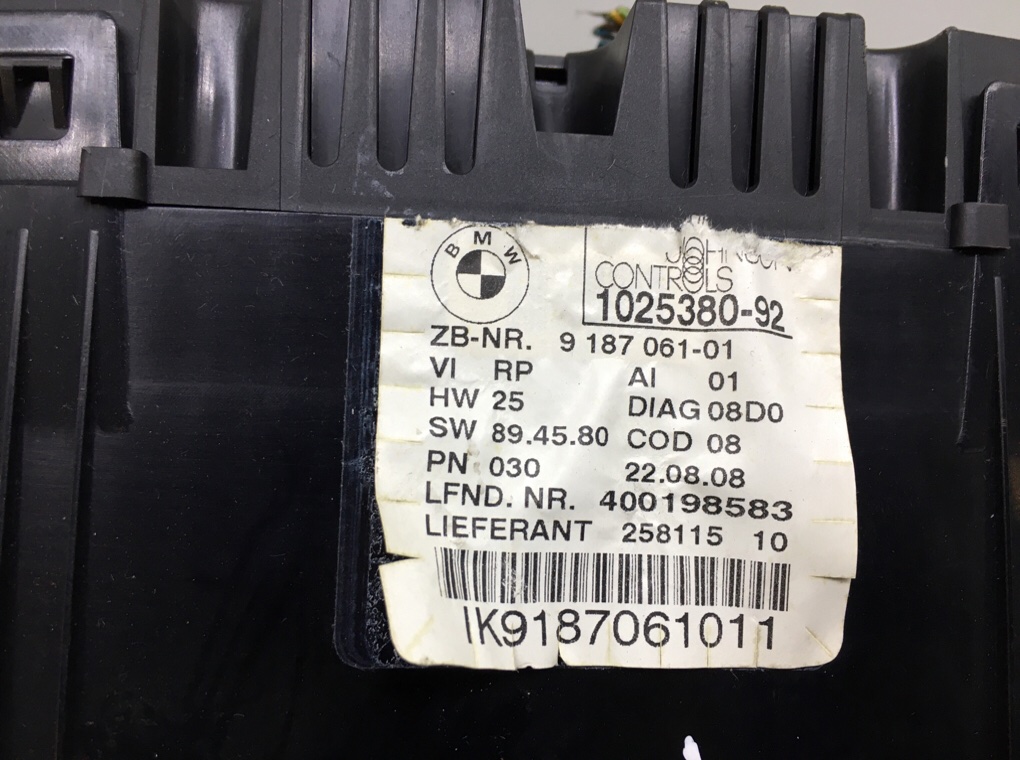 BMW
JOHNSON
CONTROLS
1025380-92
ZB-NR. 9 187 061-01
VI RP AI 01
HW 25 DIAG 08D0
SW 89.45.80 COD 08
PN 030 22.08.08
LFND. NR. 400198583
LIEFERANT 258115 10
IK9187061011